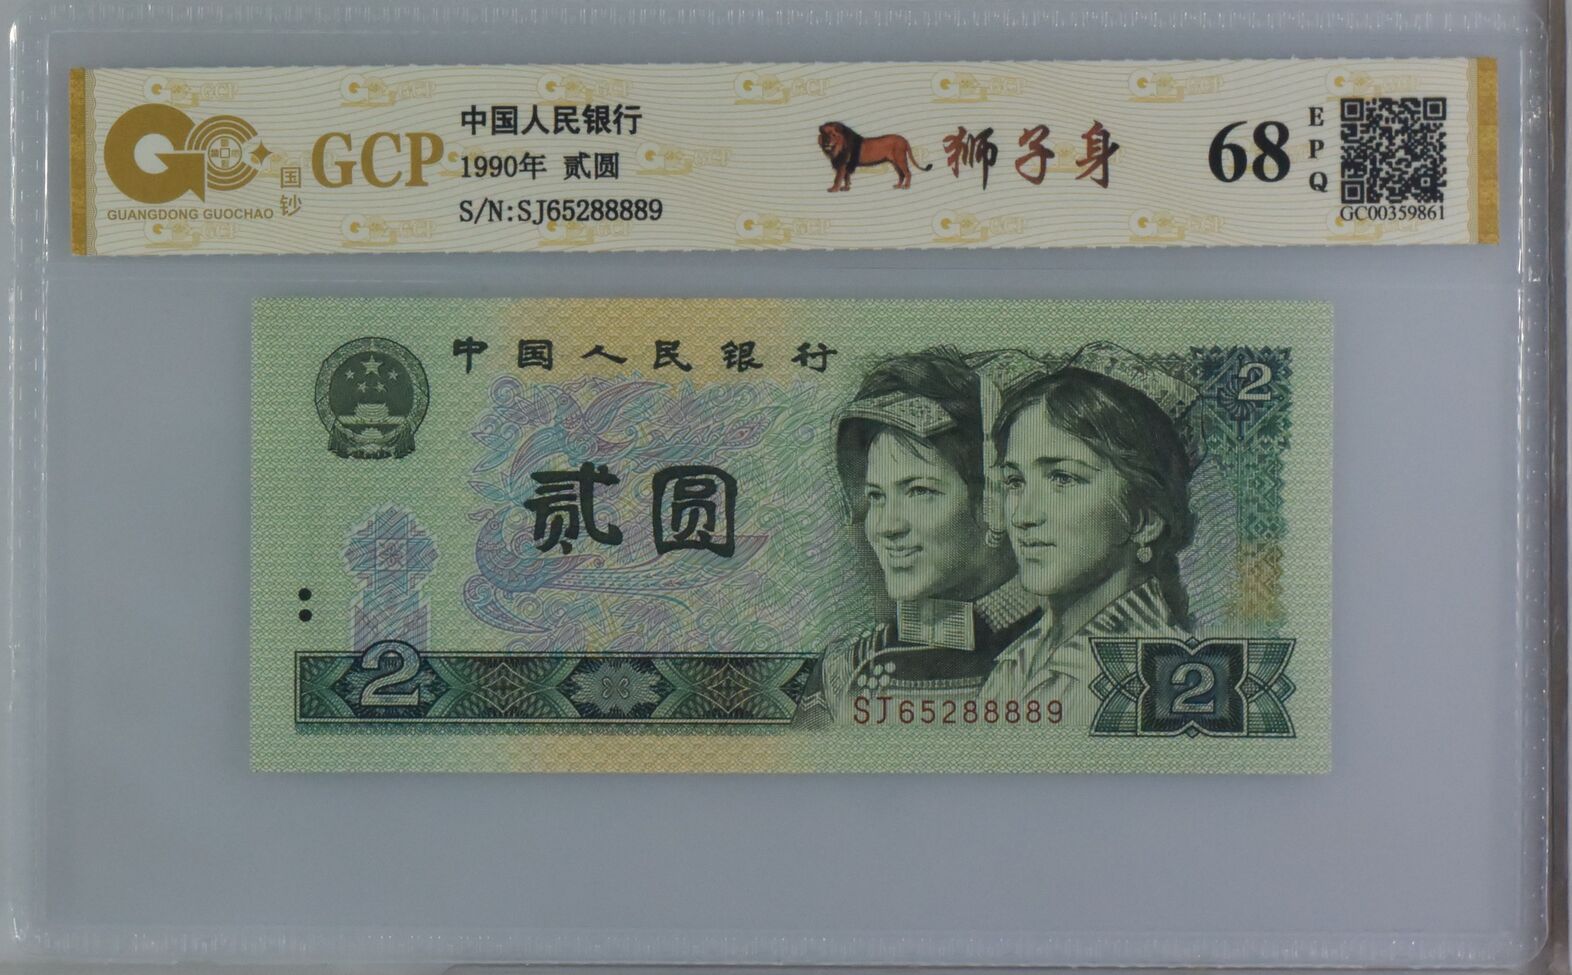 GCP
国钞
GUANGDONG GUOCHAO
中国人民银行
1990年 贰圆
S/N:SJ65288889
狮子身
68
EPQ
GC00359861
中国人民银行
2
贰圆
2
SJ65288889
2